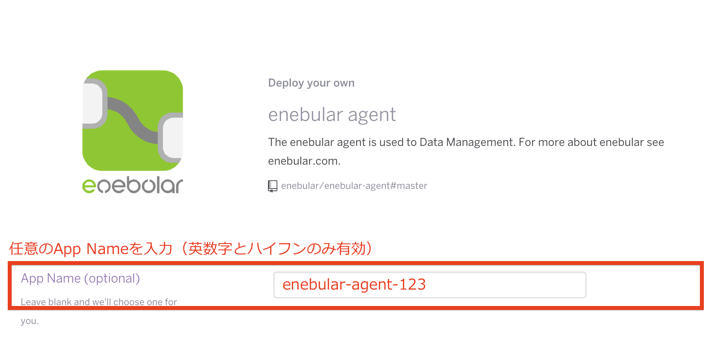 Deploy your own
enebular agent
The enebular agent is used to Data Management. For more about enebular see
enebular.com.
enebular
enebular/enebular-agent#master
任意のApp Nameを入力（英数字とハイフンのみ有効）
App Name (optional)
enebular-agent-123
Leave blank and we'll choose one for
you.